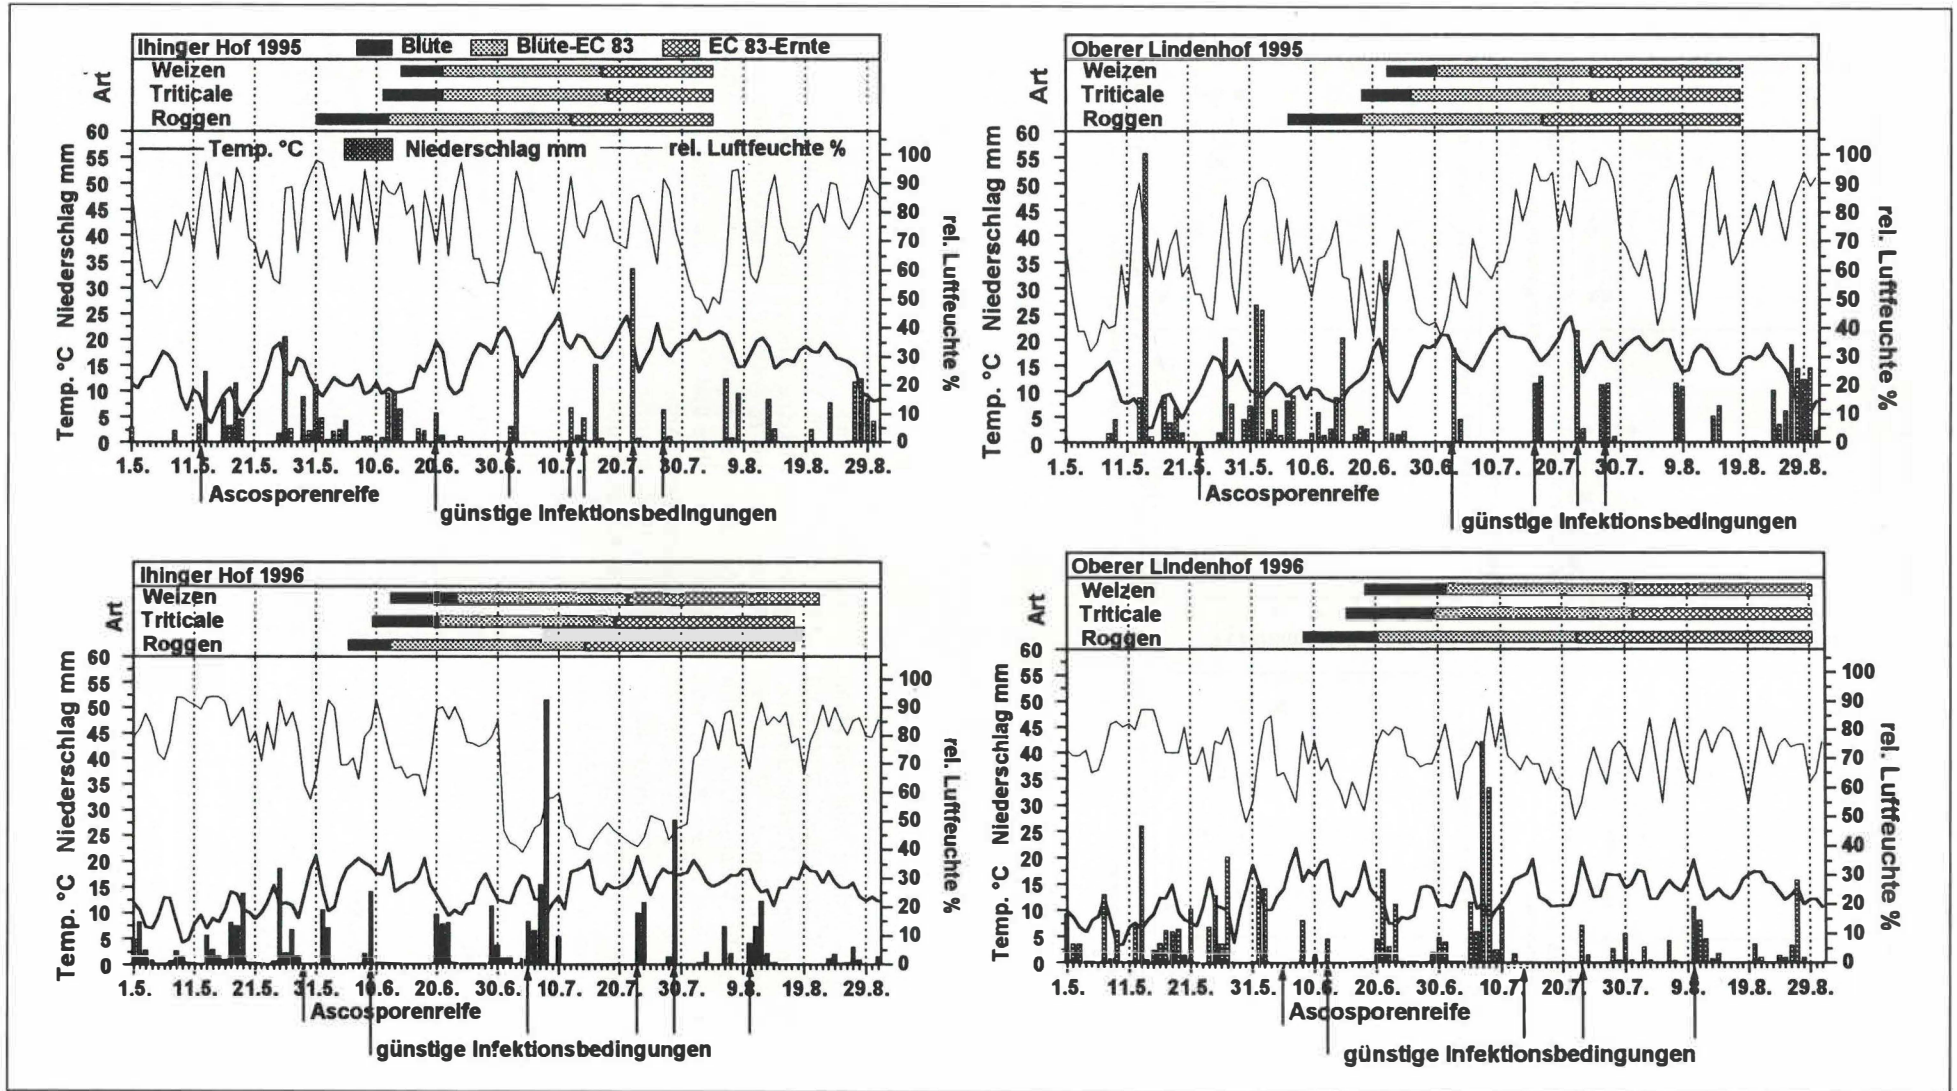 Ihinger Hof 1995 Blüte Blüte-EC 83 EC 83-Ernte
Art
Weizen
Triticale
Roggen
Temp. °C Niederschlag mm rel. Luftfeuchte %
Temp. °C Niederschlag mm
60
55
50
45
40
35
30
25
20
15
10
5
0
100
90
80
70
60
50
40
30
20
10
0
rel. Luftfeuchte %
1.5. 11.5. 21.5. 31.5. 10.6. 20.6. 30.6. 10.7. 20.7. 30.7. 9.8. 19.8. 29.8.
Ascosporenreife
günstige Infektionsbedingungen
Oberer Lindenhof 1995
Art
Weizen
Triticale
Roggen
Temp. °C Niederschlag mm
60
55
50
45
40
35
30
25
20
15
10
5
0
100
90
80
70
60
50
40
30
20
10
0
rel. Luftfeuchte %
1.5. 11.5. 21.5. 31.5. 10.6. 20.6. 30.6. 10.7. 20.7. 30.7. 9.8. 19.8. 29.8.
Ascosporenreife
günstige Infektionsbedingungen
Ihinger Hof 1996
Art
Weizen
Triticale
Roggen
Temp. °C Niederschlag mm
60
55
50
45
40
35
30
25
20
15
10
5
0
100
90
80
70
60
50
40
30
20
10
0
rel. Luftfeuchte %
1.5. 11.5. 21.5. 31.5. 10.6. 20.6. 30.6. 10.7. 20.7. 30.7. 9.8. 19.8. 29.8.
Ascosporenreife
günstige Infektionsbedingungen
Oberer Lindenhof 1996
Art
Weizen
Triticale
Roggen
Temp. °C Niederschlag mm
60
55
50
45
40
35
30
25
20
15
10
5
0
100
90
80
70
60
50
40
30
20
10
0
rel. Luftfeuchte %
1.5. 11.5. 21.5. 31.5. 10.6. 20.6. 30.6. 10.7. 20.7. 30.7. 9.8. 19.8. 29.8.
Ascosporenreife
günstige Infektionsbedingungen